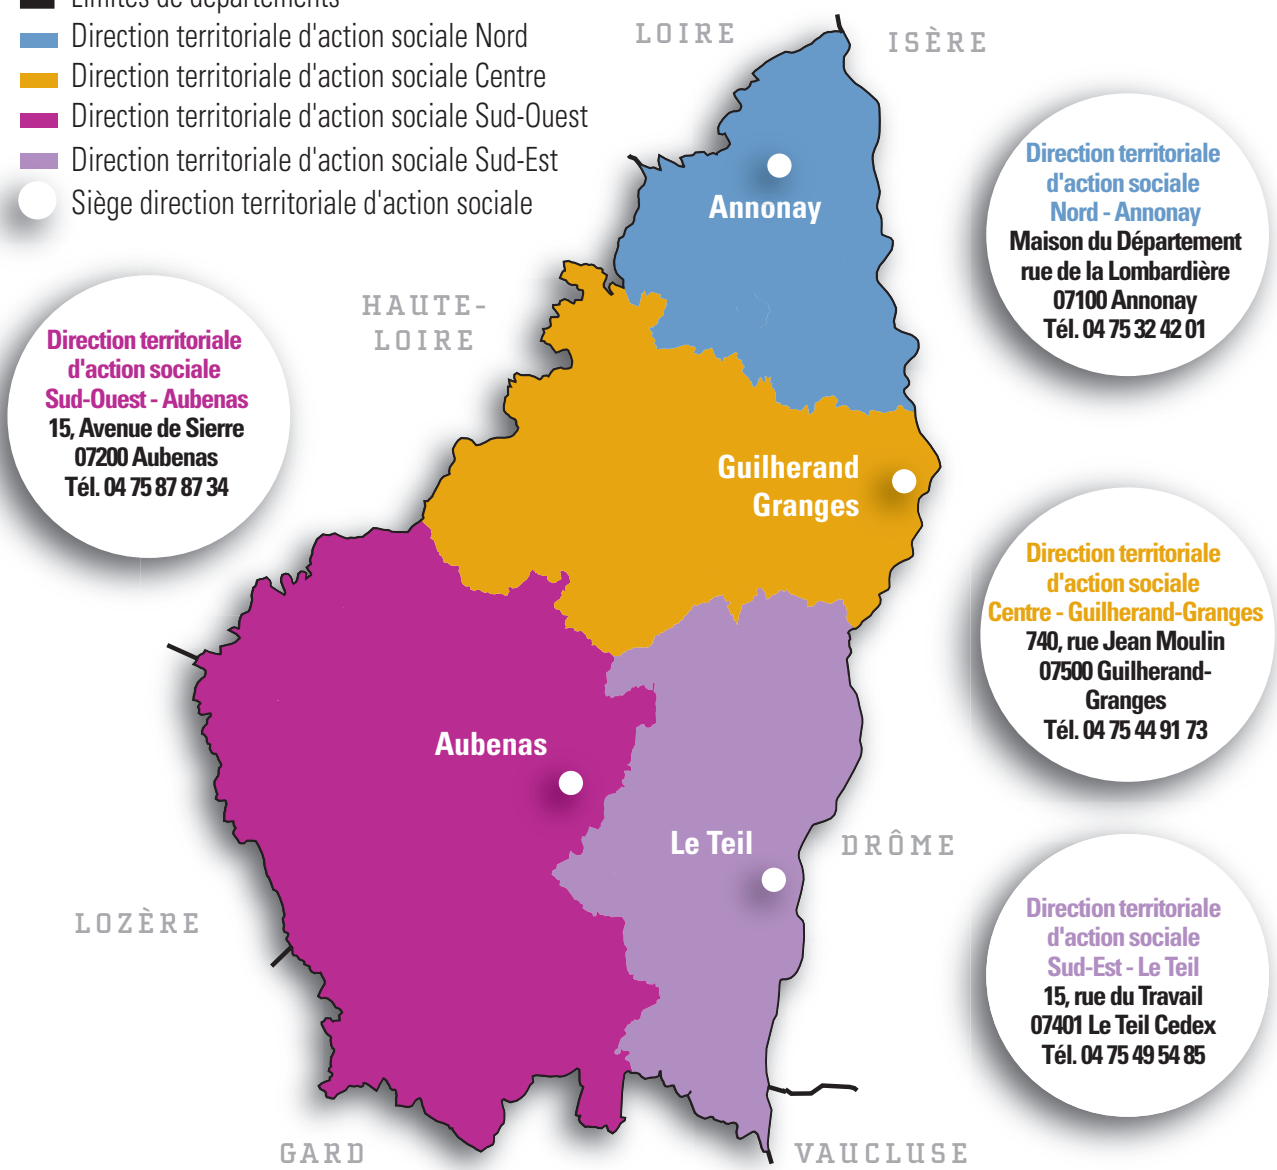 Limites de départements
Direction territoriale d'action sociale Nord
Direction territoriale d'action sociale Centre
Direction territoriale d'action sociale Sud-Ouest
Direction territoriale d'action sociale Sud-Est
Siège direction territoriale d'action sociale
LOIRE
ISÈRE
HAUTE-
LOIRE
LOZÈRE
GARD
DRÔME
VAUCLUSE
Annonay
Guilherand
Granges
Aubenas
Le Teil
Direction territoriale
d'action sociale
Sud-Ouest - Aubenas
15, Avenue de Sierre
07200 Aubenas
Tél. 04 75 87 87 34
Direction territoriale
d'action sociale
Nord - Annonay
Maison du Département
rue de la Lombardière
07100 Annonay
Tél. 04 75 32 42 01
Direction territoriale
d'action sociale
Centre - Guilherand-Granges
740, rue Jean Moulin
07500 Guilherand-
Granges
Tél. 04 75 44 91 73
Direction territoriale
d'action sociale
Sud-Est - Le Teil
15, rue du Travail
07401 Le Teil Cedex
Tél. 04 75 49 54 85